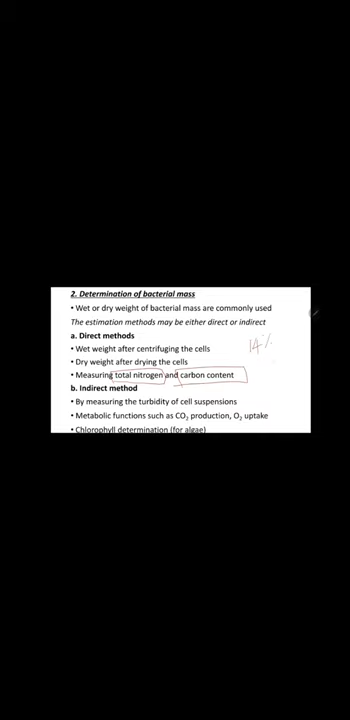 2. Determination of bacterial mass
• Wet or dry weight of bacterial mass are commonly used
The estimation methods may be either direct or indirect
a. Direct methods
14%
• Wet weight after centrifuging the cells
• Dry weight after drying the cells
• Measuring total nitrogen and carbon content
b. Indirect method
• By measuring the turbidity of cell suspensions
• Metabolic functions such as CO₂ production, O₂ uptake
• Chlorophyll determination (for algae)